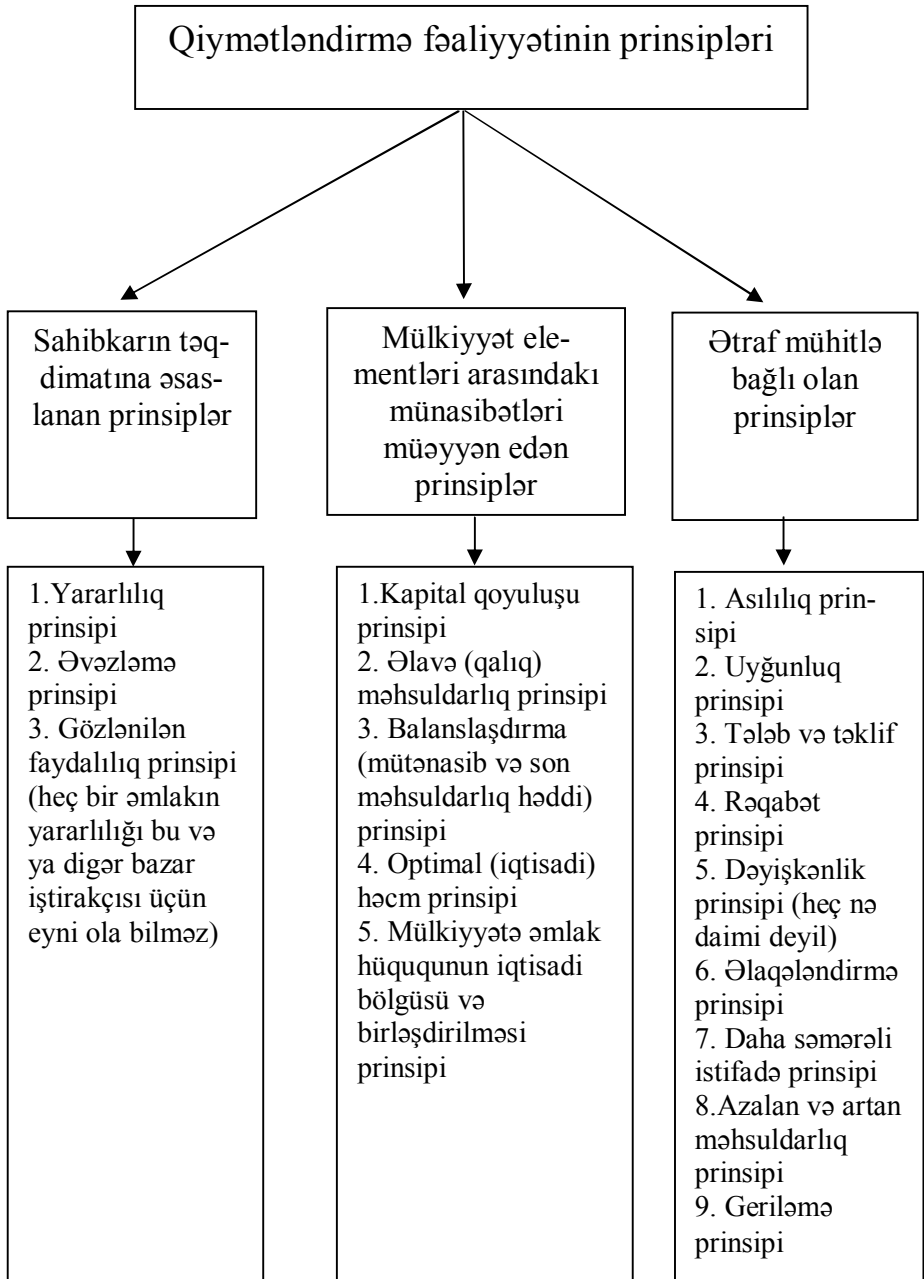 Qiymətləndirmə fəaliyyətinin prinsipləri
Sahibkarın təq-
dimatına əsas-
lanan prinsiplər
Mülkiyyət ele-
mentləri arasındakı
münasibətləri
müəyyən edən
prinsiplər
Ətraf mühitlə
bağlı olan
prinsiplər
1.Yararlılıq
prinsipi
2. Əvəzləmə
prinsipi
3. Gözlənilən
faydalılıq prinsipi
(heç bir əmlakın
yararlılığı bu və
ya digər bazar
iştirakçısı üçün
eyni ola bilməz)
1.Kapital qoyuluşu
prinsipi
2. Əlavə (qalıq)
məhsuldarlıq prinsipi
3. Balanslaşdırma
(mütənasib və son
məhsuldarlıq həddi)
prinsipi
4. Optimal (iqtisadi)
həcm prinsipi
5. Mülkiyyətə əmlak
hüququnun iqtisadi
bölgüsü və
birləşdirilməsi
prinsipi
1. Asılılıq prin-
sipi
2. Uyğunluq
prinsipi
3. Tələb və təklif
prinsipi
4. Rəqabət
prinsipi
5. Dəyişkənlik
prinsipi (heç nə
daimi deyil)
6. Əlaqələndirmə
prinsipi
7. Daha səmərəli
istifadə prinsipi
8.Azalan və artan
məhsuldarlıq
prinsipi
9. Geriləmə
prinsipi